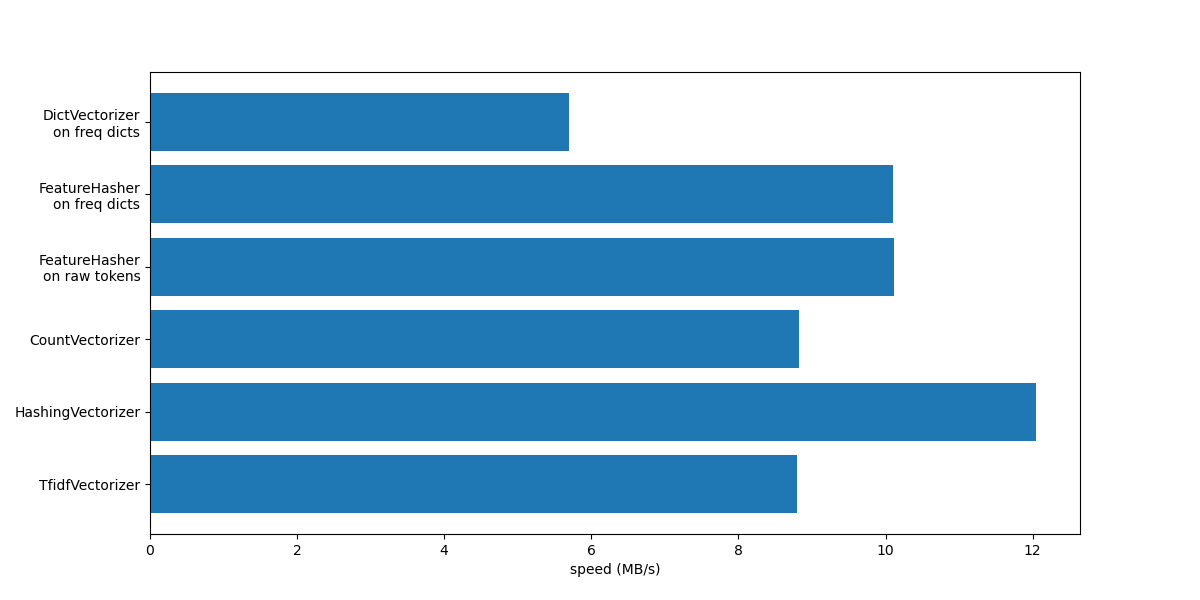 DictVectorizer
on freq dicts
FeatureHasher
on freq dicts
FeatureHasher
on raw tokens
CountVectorizer
HashingVectorizer
TfidfVectorizer
0 2 4 6 8 10 12
speed (MB/s)